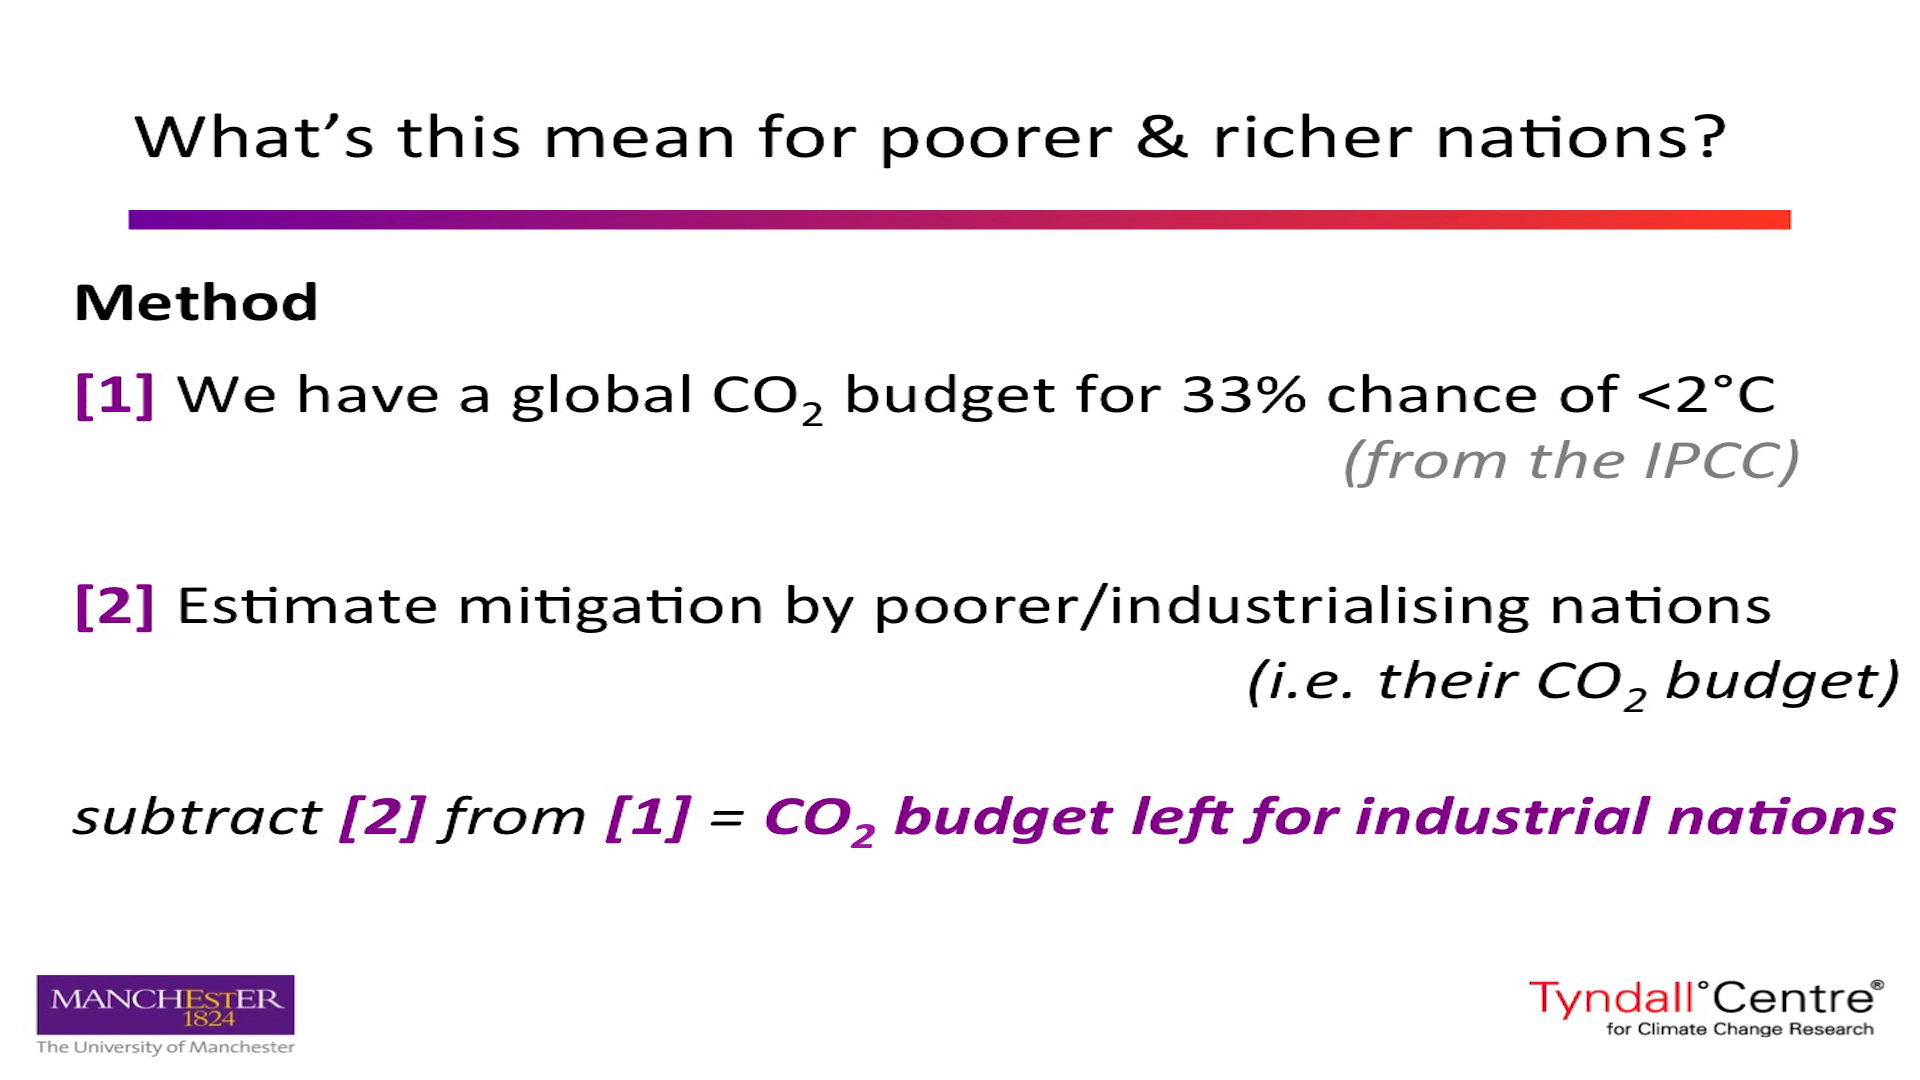 What’s this mean for poorer & richer nations?
Method
[1] We have a global CO₂ budget for 33% chance of <2°C
(from the IPCC)
[2] Estimate mitigation by poorer/industrialising nations
(i.e. their CO₂ budget)
subtract [2] from [1] = CO₂ budget left for industrial nations
MANCHESTER
1824
The University of Manchester
Tyndall°Centre®
for Climate Change Research